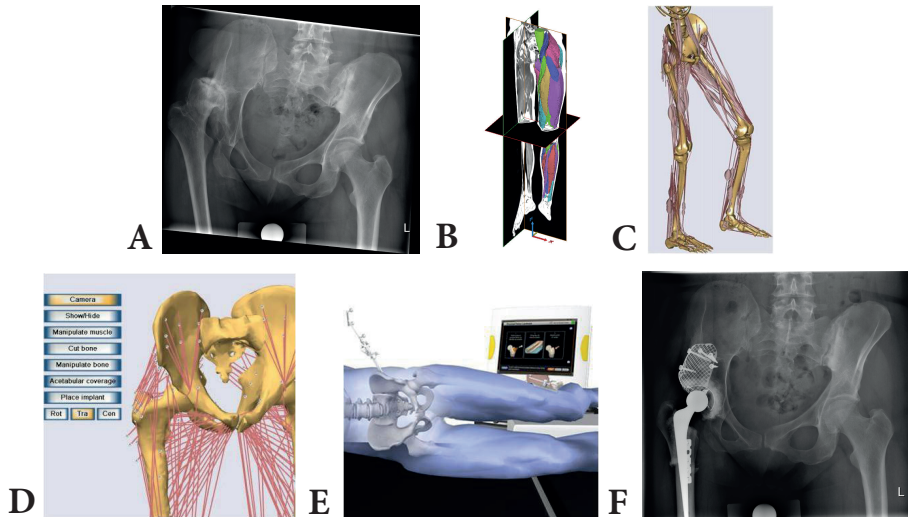 A
L
B
C
D
Camera
Show/Hide
Manipulate muscle
Cut bone
Manipulate bone
Acetabular coverage
Place implant
Rot Tra Cen
E
F
L